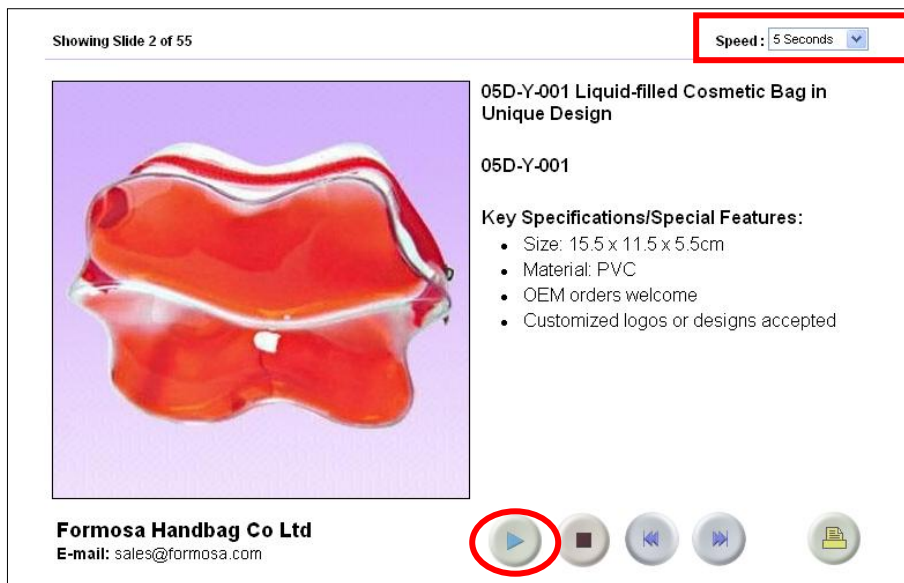 Showing Slide 2 of 55
Speed : 5 Seconds
05D-Y-001 Liquid-filled Cosmetic Bag in
Unique Design
05D-Y-001
Key Specifications/Special Features:
• Size: 15.5 x 11.5 x 5.5cm
• Material: PVC
• OEM orders welcome
• Customized logos or designs accepted
Formosa Handbag Co Ltd
E-mail: sales@formosa.com